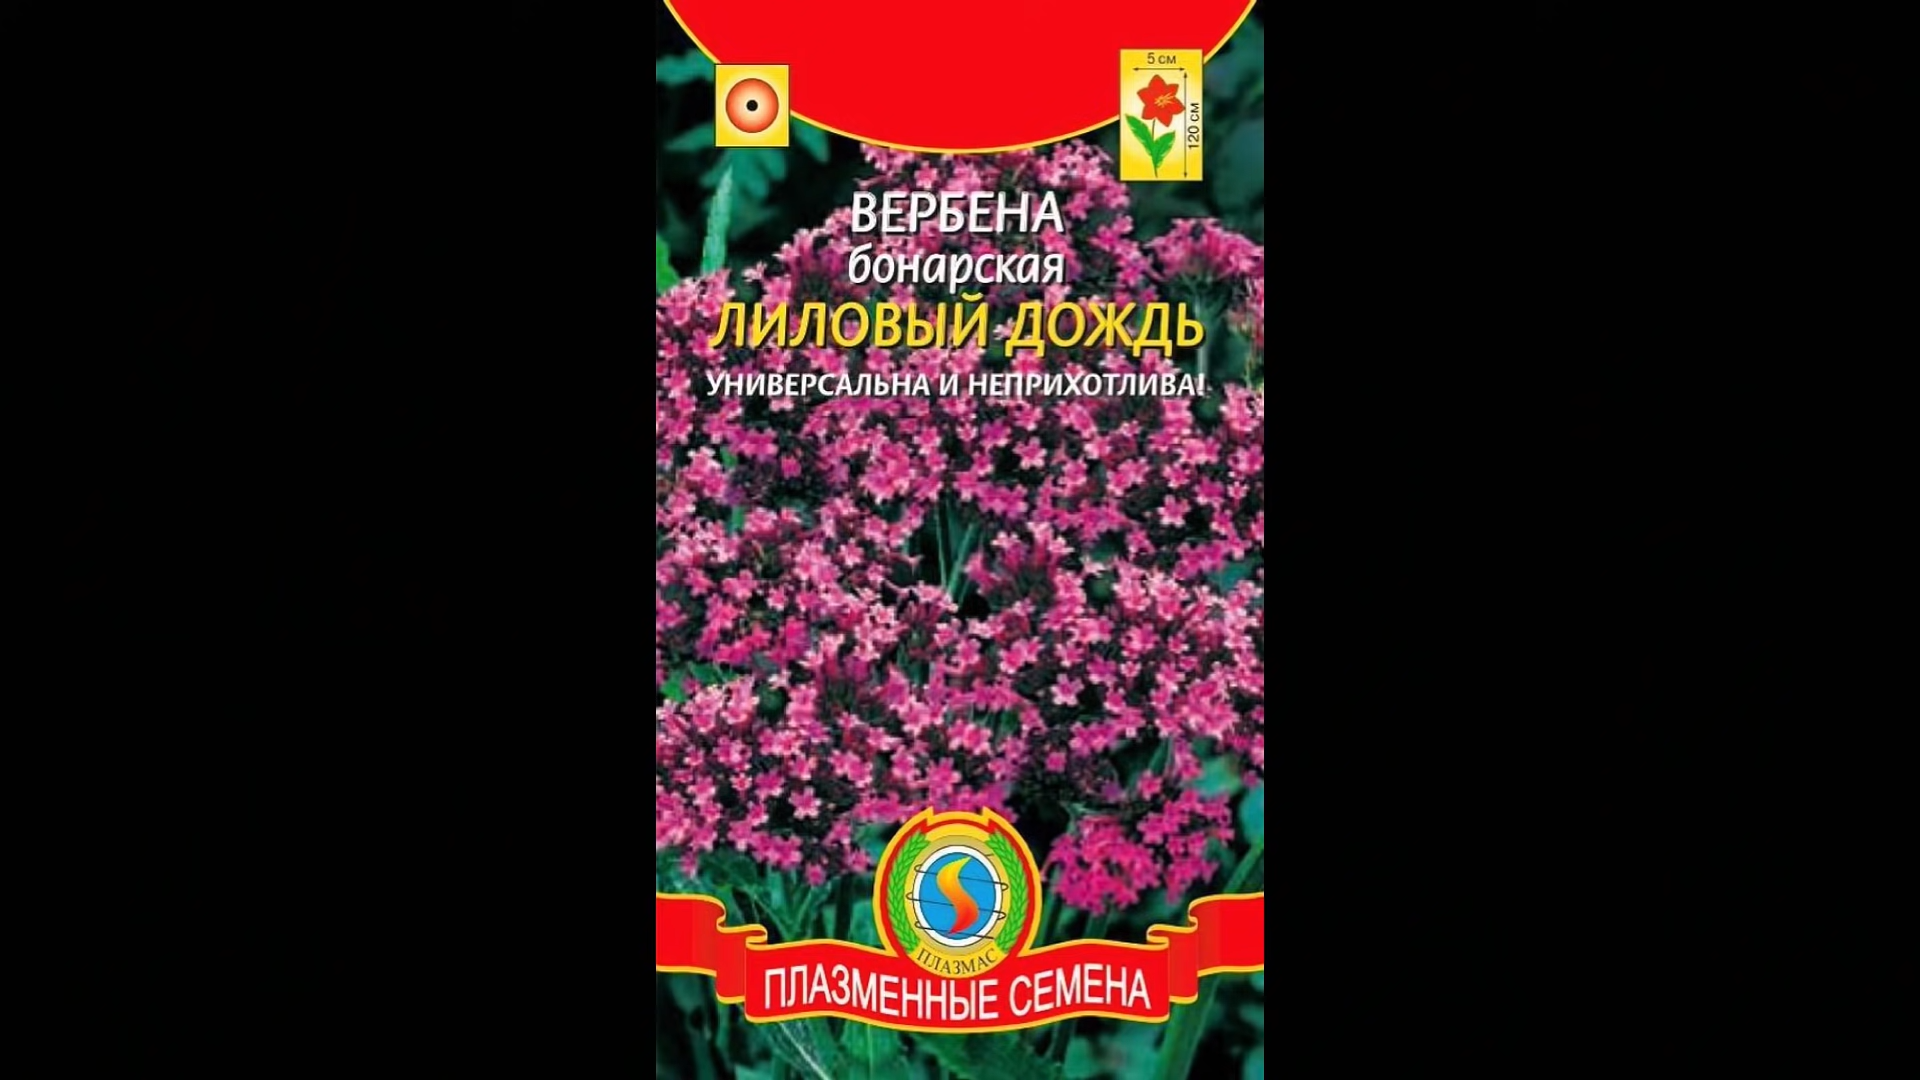 5 см
120 см
ВЕРБЕНА
бонарская
ЛИЛОВЫЙ ДОЖДЬ
УНИВЕРСАЛЬНА И НЕПРИХОТЛИВА!
ПЛАЗМАС
ПЛАЗМЕННЫЕ СЕМЕНА